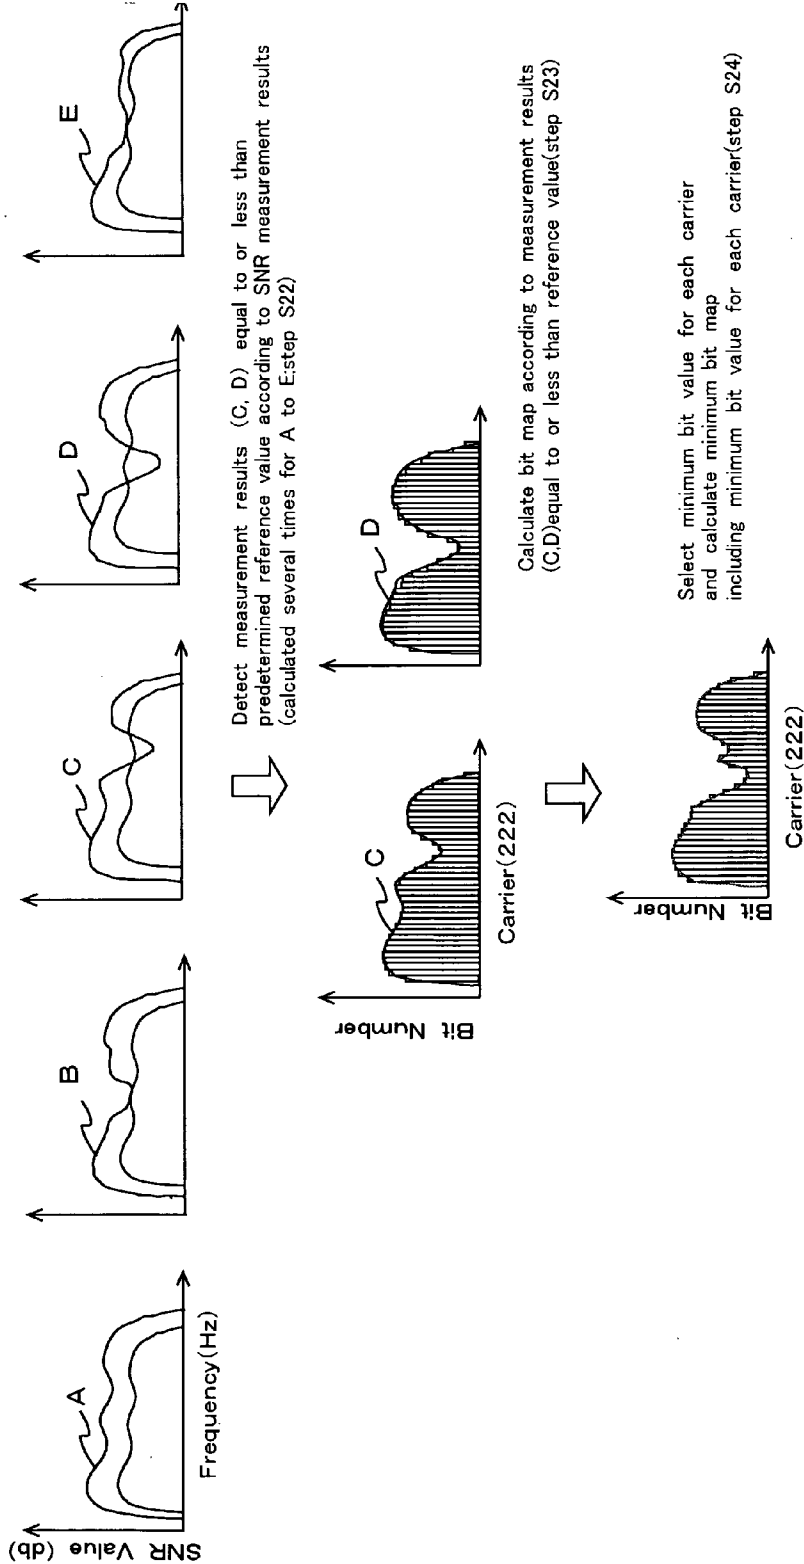 SNR Value (db)
A
B
C
D
E
Frequency(Hz)
Detect measurement results (C, D) equal to or less than
predetermined reference value according to SNR measurement results
(calculated several times for A to E:step S22)
Bit Number
C
D
Carrier(222)
Calculate bit map according to measurement results
(C,D)equal to or less than reference value(step S23)
Bit Number
Carrier(222)
Select minimum bit value for each carrier
and calculate minimum bit map
including minimum bit value for each carrier(step S24)